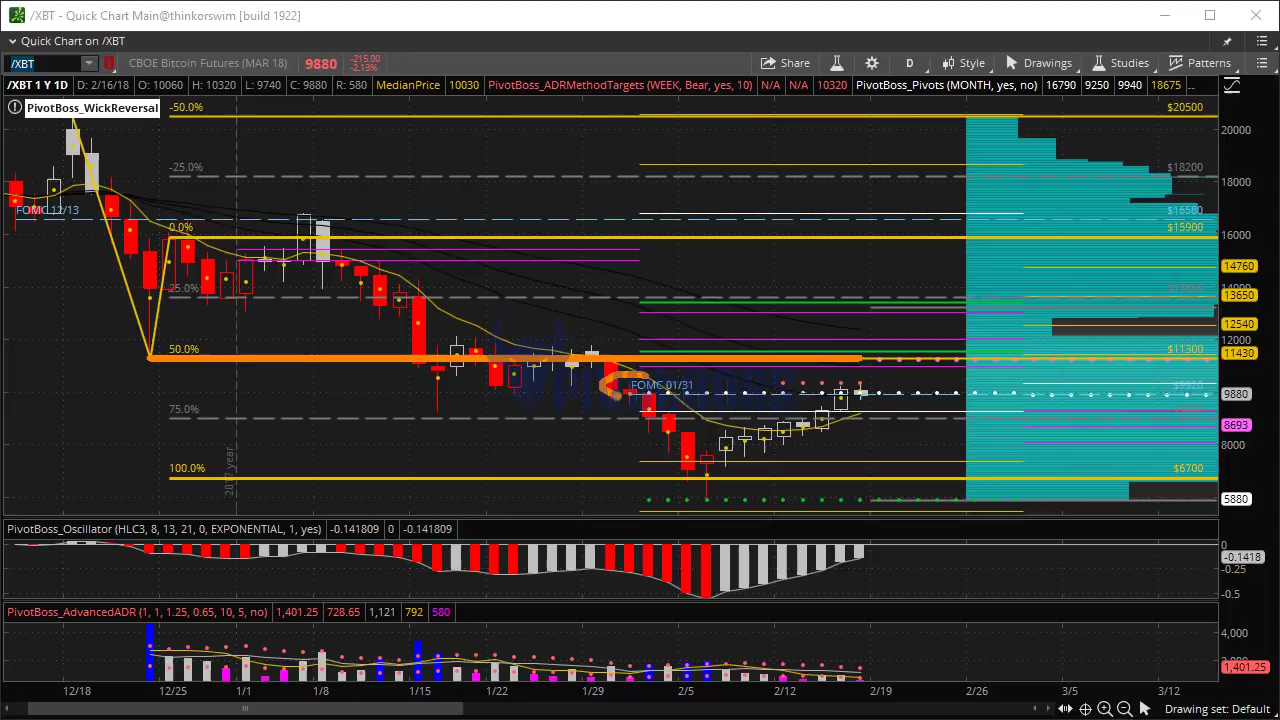 /XBT - Quick Chart Main@thinkorswim [build 1922]
Quick Chart on /XBT
/XBT CBOE Bitcoin Futures (MAR 18) 9880 -215.00 -2.13% Share D Style Drawings Studies Patterns
/XBT 1 Y 1D D: 2/16/18 O: 10060 H: 10320 L: 9740 C: 9880 R: 580 MedianPrice 10030 PivotBoss_ADRMethodTargets (WEEK, Bear, yes, 10) N/A N/A 10320 PivotBoss_Pivots (MONTH, yes, no) 16790 9250 9940 18675 ...
PivotBoss_WickReversal
-50.0% $20500
20000
-25.0% $18200
18000
FOMC 12/13 $16580
0.0% $15900
16000
14760
25.0%
13650
12540
12000
50.0% $11300
11430
FOMC 01/31 $9920
9880
75.0%
8693
8000
100.0% $6700
2017 year
5880
PivotBoss_Oscillator (HLC3, 8, 13, 21, 0, EXPONENTIAL, 1, yes) -0.141809 0 -0.141809
0
-0.1418
-0.25
-0.5
PivotBoss_AdvancedADR (1, 1, 1.25, 0.65, 10, 5, no) 1,401.25 728.65 1,121 792 580
4,000
1,401.25
12/18 12/25 1/1 1/8 1/15 1/22 1/29 2/5 2/12 2/19 2/26 3/5 3/12
Drawing set: Default